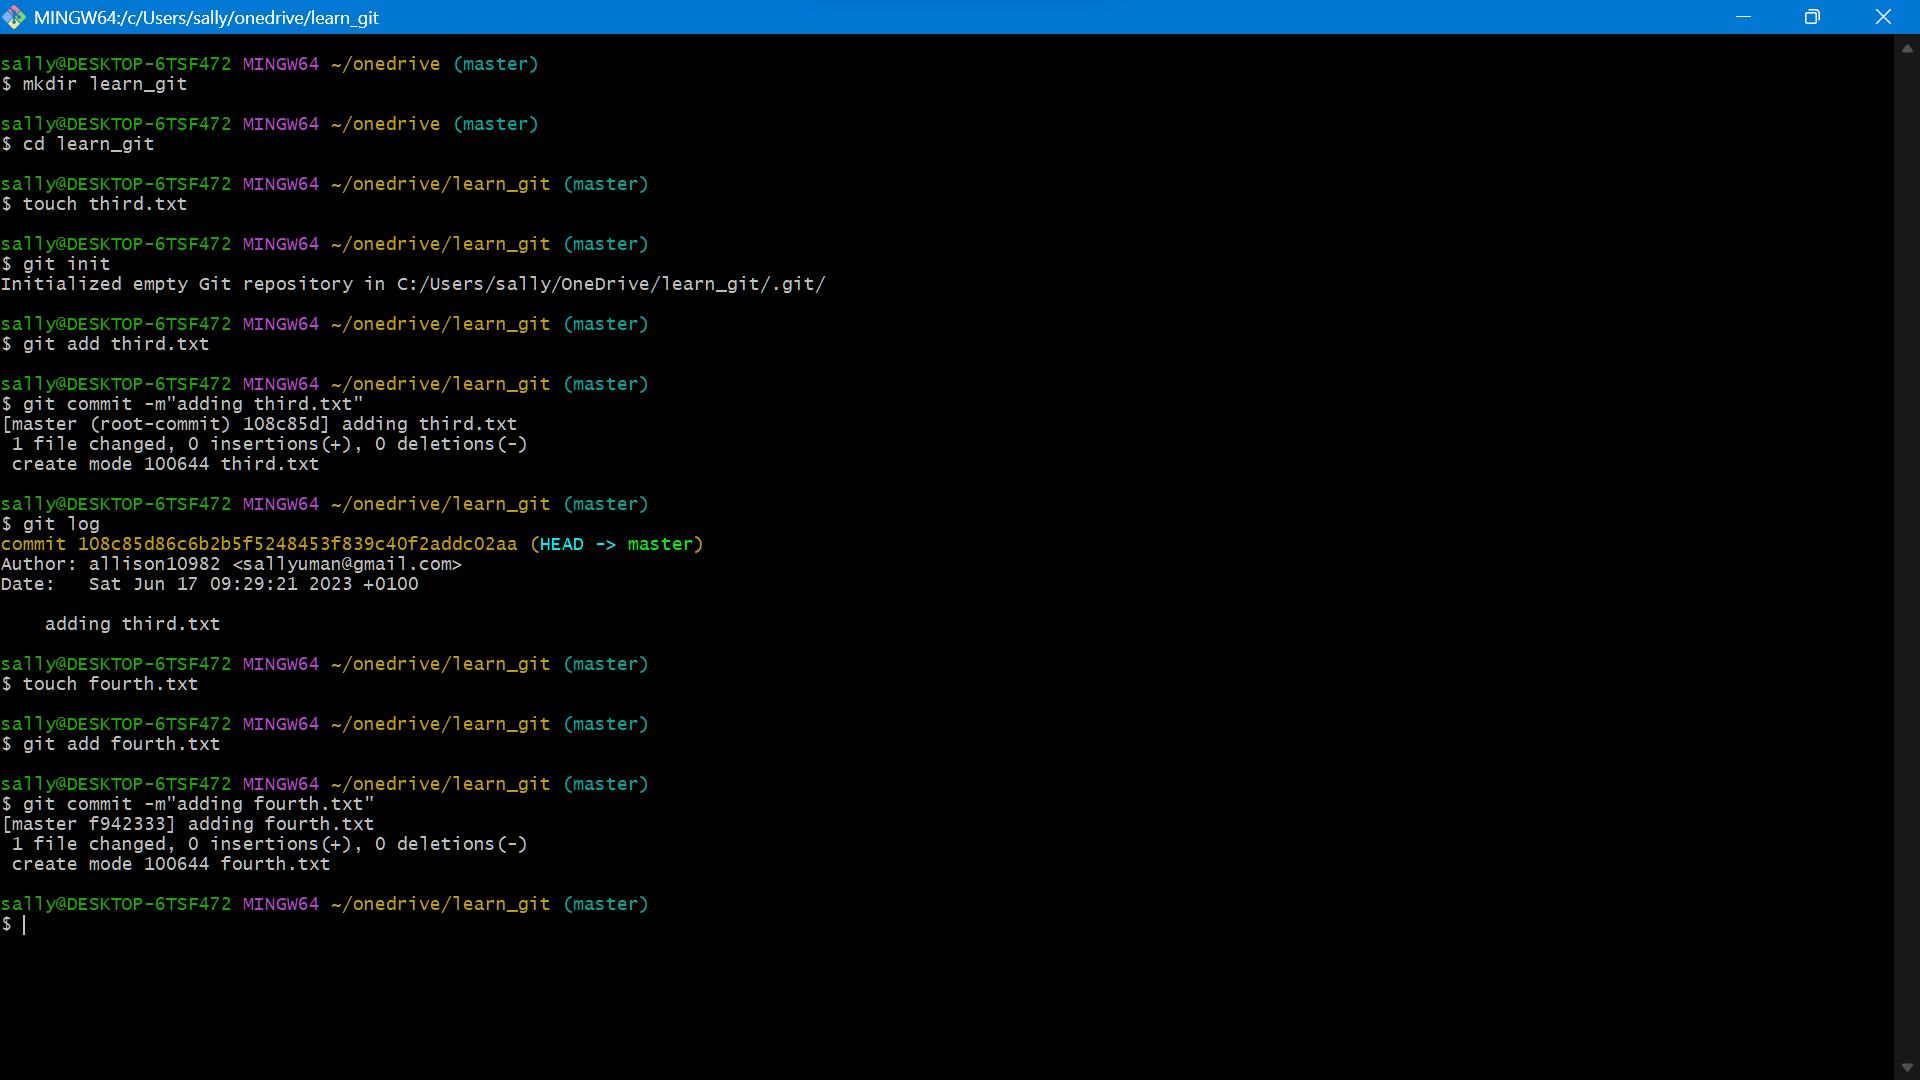 MINGW64:/c/Users/sally/onedrive/learn_git
sally@DESKTOP-6TSF472 MINGW64 ~/onedrive (master)
$ mkdir learn_git
sally@DESKTOP-6TSF472 MINGW64 ~/onedrive (master)
$ cd learn_git
sally@DESKTOP-6TSF472 MINGW64 ~/onedrive/learn_git (master)
$ touch third.txt
sally@DESKTOP-6TSF472 MINGW64 ~/onedrive/learn_git (master)
$ git init
Initialized empty Git repository in C:/Users/sally/OneDrive/learn_git/.git/
sally@DESKTOP-6TSF472 MINGW64 ~/onedrive/learn_git (master)
$ git add third.txt
sally@DESKTOP-6TSF472 MINGW64 ~/onedrive/learn_git (master)
$ git commit -m"adding third.txt"
[master (root-commit) 108c85d] adding third.txt
 1 file changed, 0 insertions(+), 0 deletions(-)
 create mode 100644 third.txt
sally@DESKTOP-6TSF472 MINGW64 ~/onedrive/learn_git (master)
$ git log
commit 108c85d86c6b2b5f5248453f839c40f2addc02aa (HEAD -> master)
Author: allison10982 <sallyuman@gmail.com>
Date:   Sat Jun 17 09:29:21 2023 +0100
    adding third.txt
sally@DESKTOP-6TSF472 MINGW64 ~/onedrive/learn_git (master)
$ touch fourth.txt
sally@DESKTOP-6TSF472 MINGW64 ~/onedrive/learn_git (master)
$ git add fourth.txt
sally@DESKTOP-6TSF472 MINGW64 ~/onedrive/learn_git (master)
$ git commit -m"adding fourth.txt"
[master f942333] adding fourth.txt
 1 file changed, 0 insertions(+), 0 deletions(-)
 create mode 100644 fourth.txt
sally@DESKTOP-6TSF472 MINGW64 ~/onedrive/learn_git (master)
$